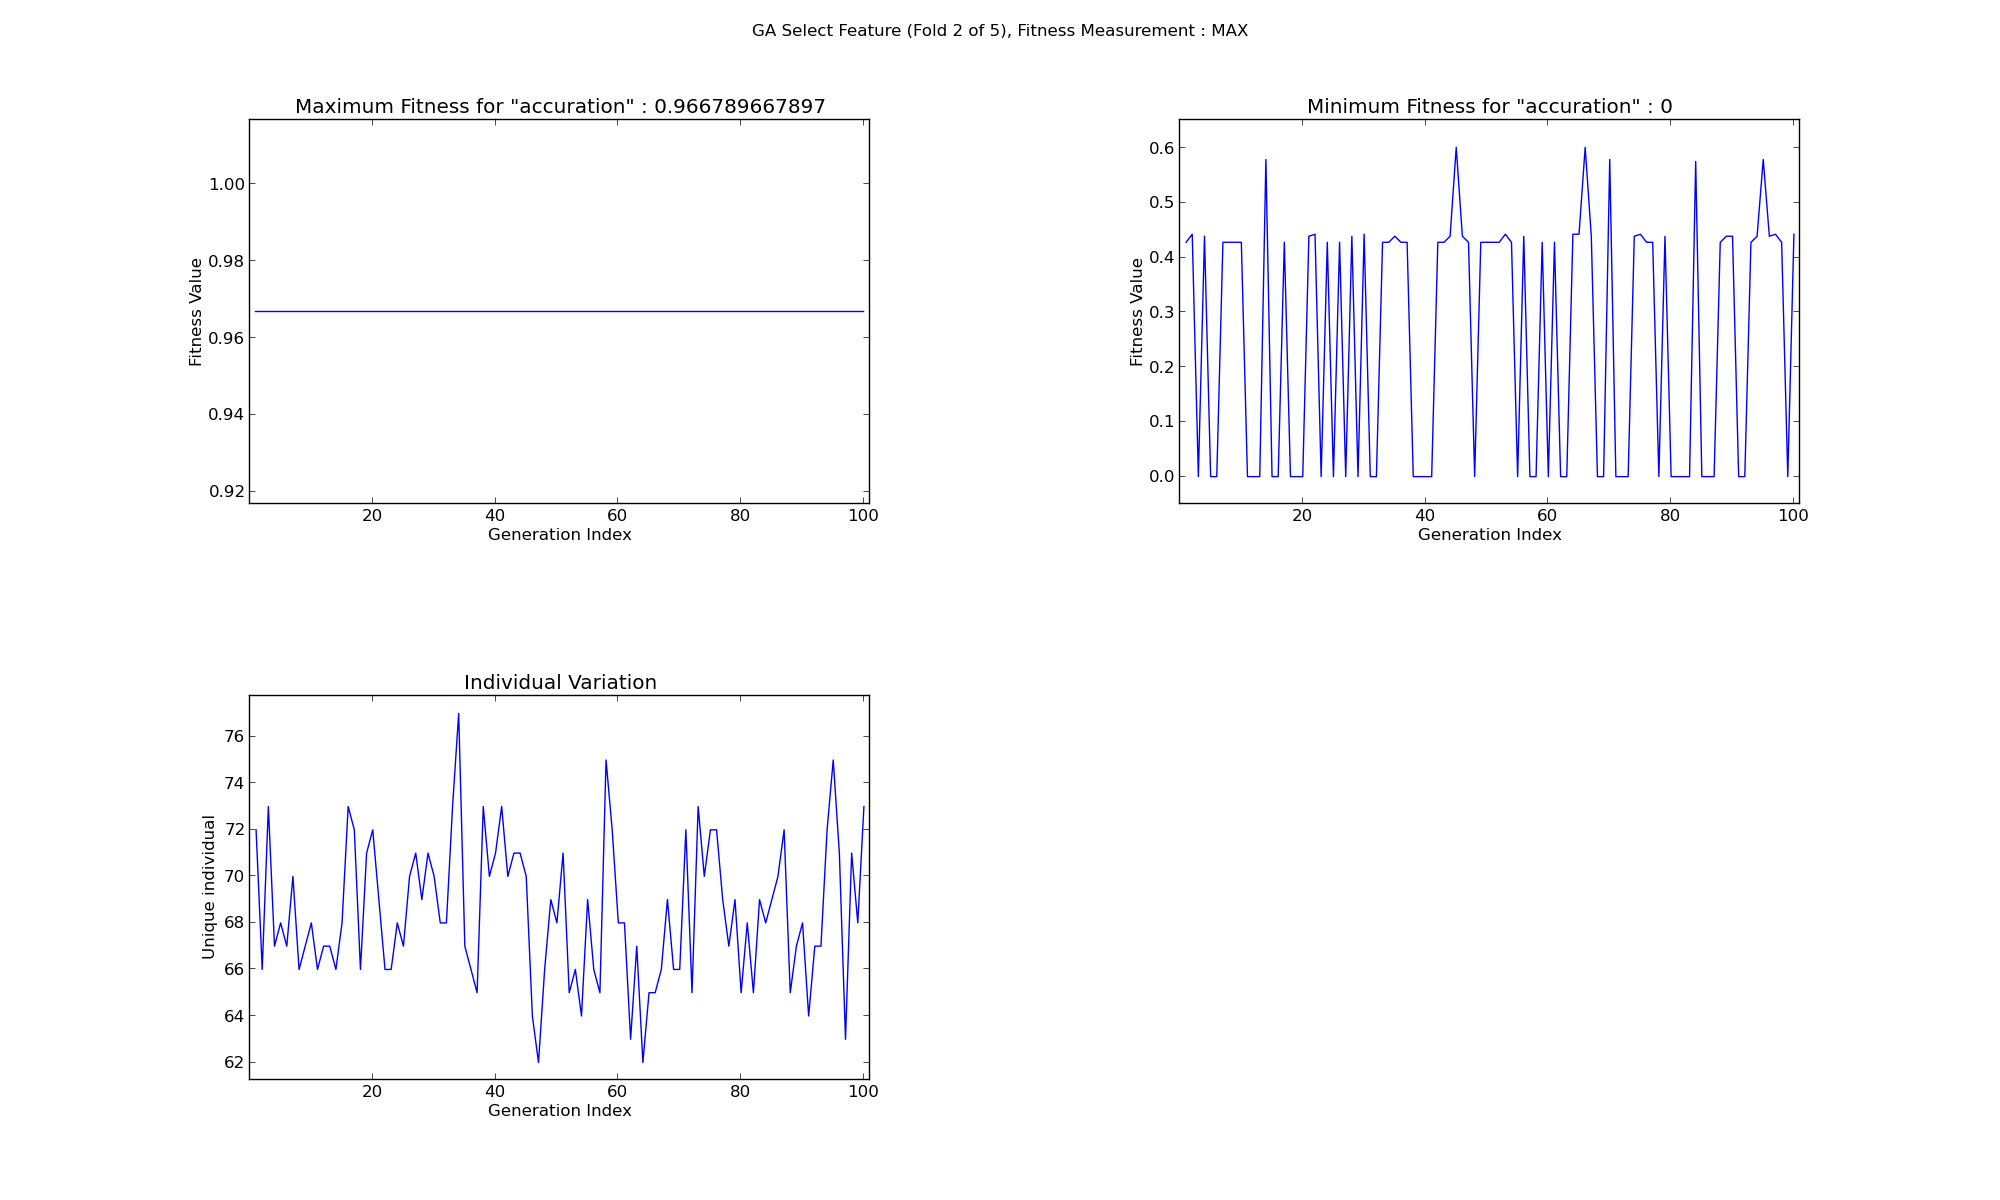 GA Select Feature (Fold 2 of 5), Fitness Measurement : MAX
Maximum Fitness for "accuration" : 0.966789667897
1.00
0.98
0.96
0.94
0.92
Fitness Value
20 40 60 80 100
Generation Index
Minimum Fitness for "accuration" : 0
0.6
0.5
0.4
0.3
0.2
0.1
0.0
Fitness Value
20 40 60 80 100
Generation Index
Individual Variation
76
74
72
70
68
66
64
62
Unique individual
20 40 60 80 100
Generation Index